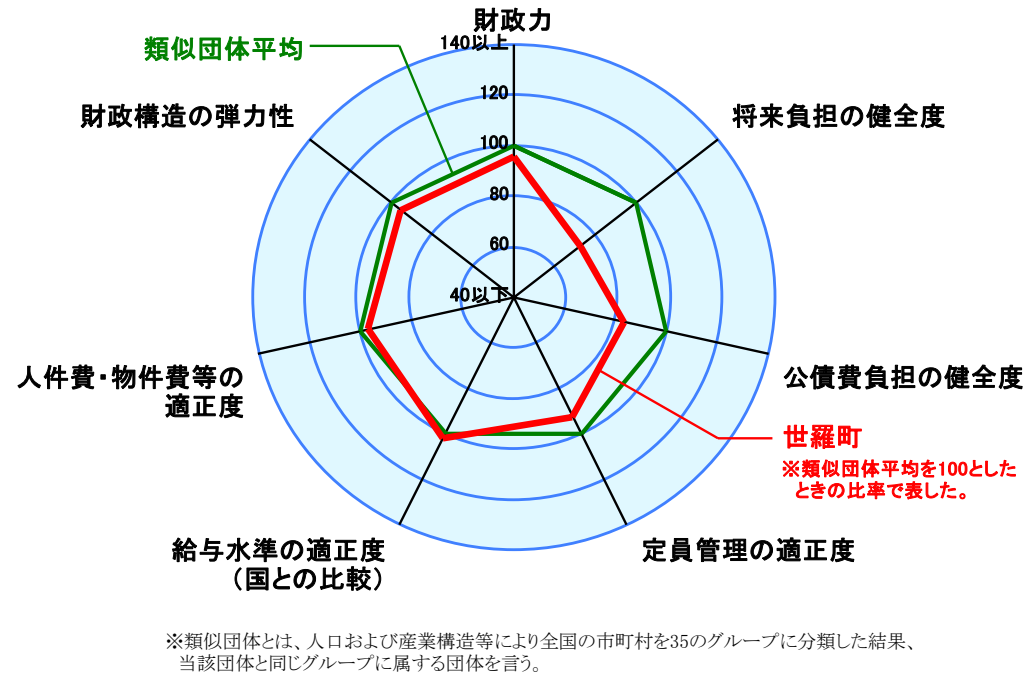 財政力
140以上
類似団体平均
120
財政構造の弾力性
将来負担の健全度
100
80
60
40以下
人件費・物件費等の
適正度
公債費負担の健全度
世羅町
※類似団体平均を100とした
ときの比率で表した。
給与水準の適正度
（国との比較）
定員管理の適正度
※類似団体とは、人口および産業構造等により全国の市町村を35のグループに分類した結果、
当該団体と同じグループに属する団体を言う。